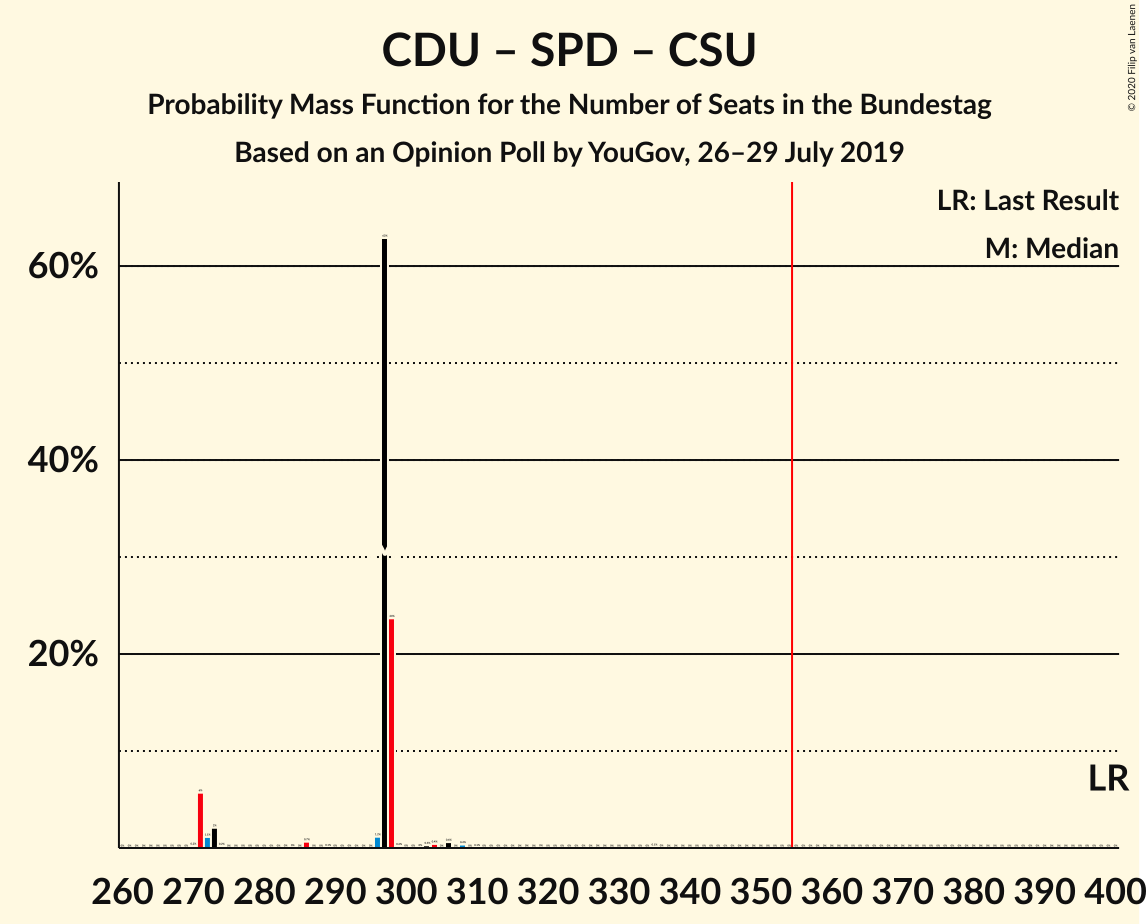 CDU – SPD – CSU
Probability Mass Function for the Number of Seats in the Bundestag
Based on an Opinion Poll by YouGov, 26–29 July 2019
© 2020 Filip van Laenen
LR: Last Result
M: Median
60%
40%
20%
LR
260 270 280 290 300 310 320 330 340 350 360 370 380 390 400